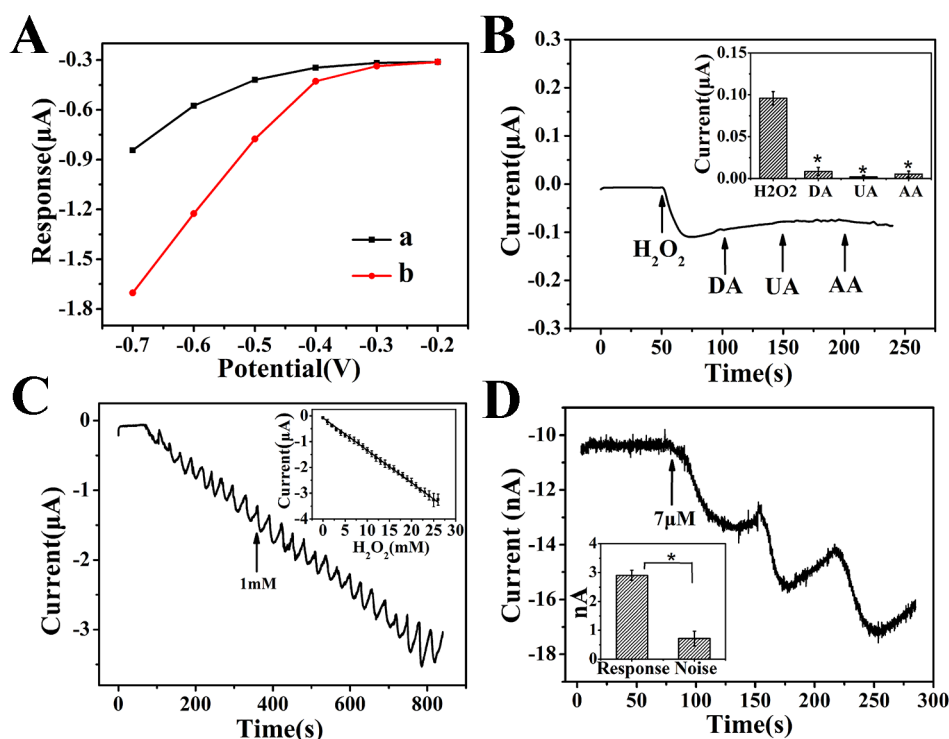 A
Response(μA)
-0.3
-0.6
-0.9
-1.2
-1.5
-1.8
a
b
-0.7 -0.6 -0.5 -0.4 -0.3 -0.2
Potential(V)
B
Current(μA)
0.3
0.2
0.1
0.0
-0.1
-0.2
-0.3
H₂O₂
DA
UA
AA
0 50 100 150 200 250
Time(s)
Current(μA)
0.15
0.10
0.05
0.00
* * *
H2O2 DA UA AA
C
Current(μA)
0
-1
-2
-3
1mM
0 200 400 600 800
Time(s)
Current(μA)
0
-1
-2
-3
-4
0 5 10 15 20 25 30
H₂O₂(mM)
D
Current (nA)
-10
-12
-14
-16
-18
7μM
0 50 100 150 200 250 300
Time(s)
nA
4
3
2
1
0
*
Response Noise